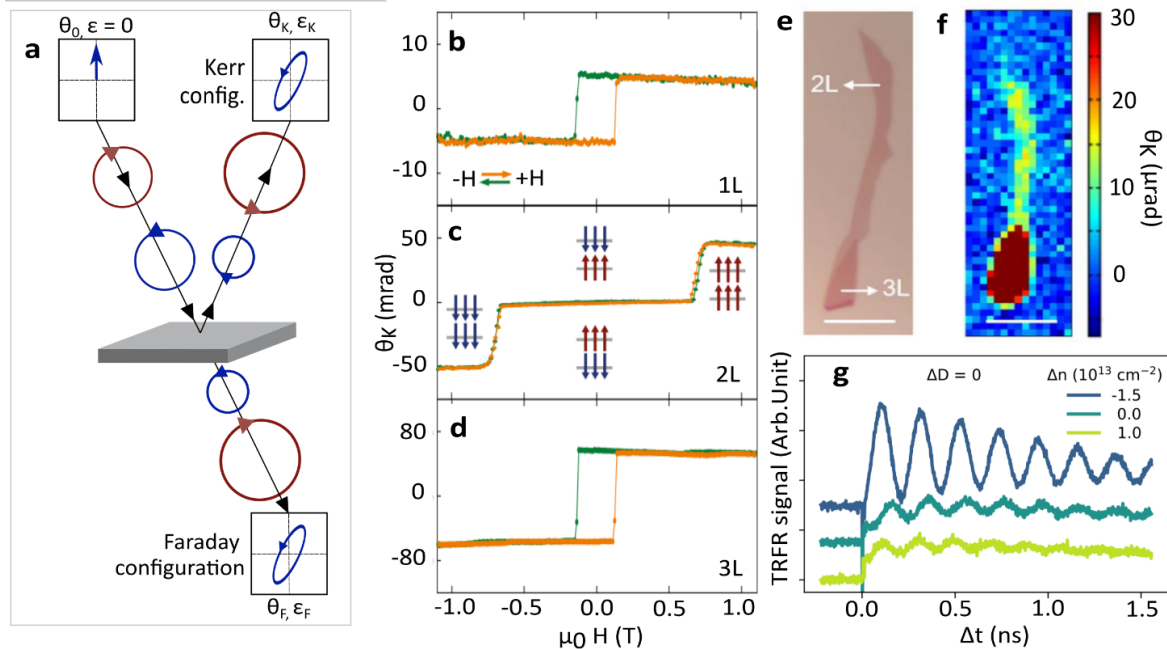 a
θ0, ε = 0
θK, εK
Kerr
config.
Faraday
configuration
θF, εF
θK (mrad)
b
10
0
-10
-H
+H
1L
c
50
0
-50
2L
d
80
0
-80
3L
-1.0
-0.5
0.0
0.5
1.0
μ0 H (T)
e
2L
3L
f
30
20
10
0
θK (μrad)
g
ΔD = 0
Δn (10¹³ cm⁻²)
-1.5
0.0
1.0
TRFR signal (Arb.Unit)
0.0
0.5
1.0
1.5
Δt (ns)